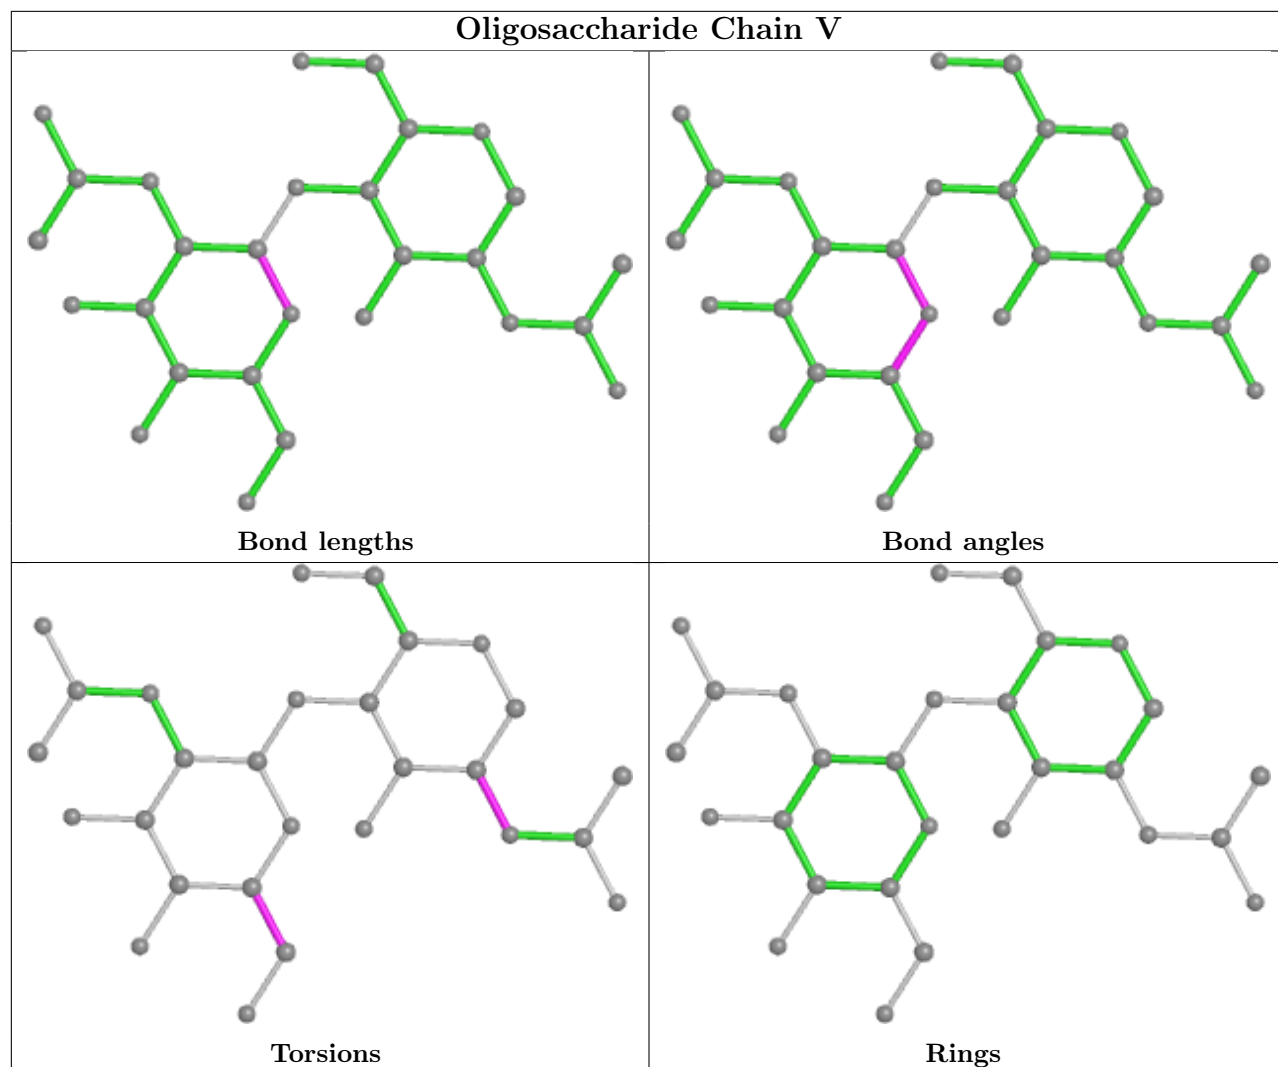 Oligosaccharide Chain V
Bond lengths
Bond angles
Torsions
Rings